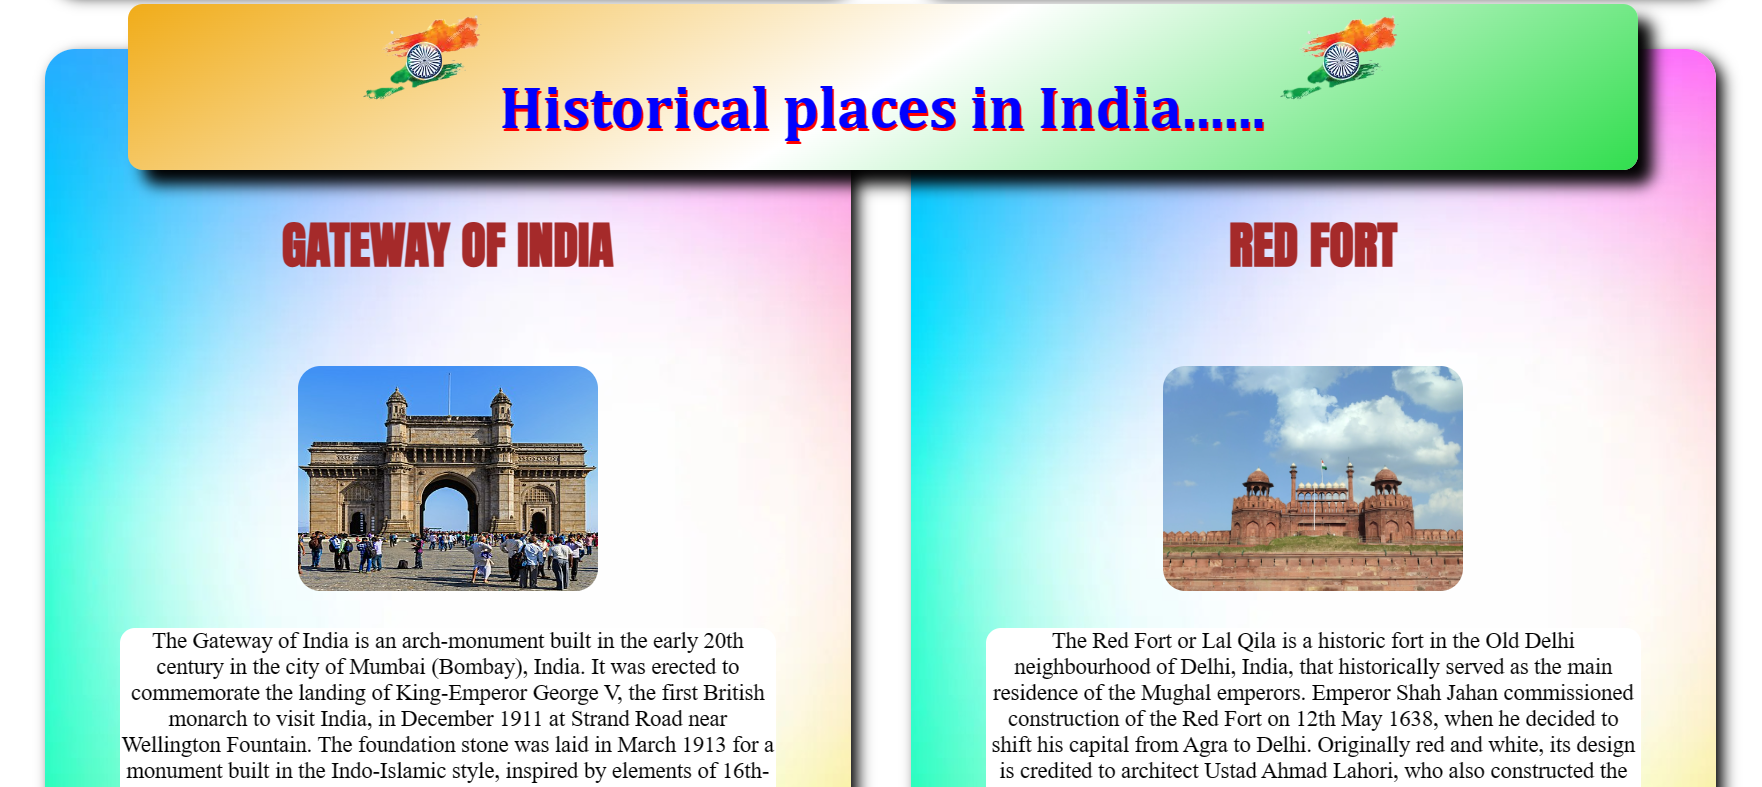 Historical places in India......
GATEWAY OF INDIA
The Gateway of India is an arch-monument built in the early 20th
century in the city of Mumbai (Bombay), India. It was erected to
commemorate the landing of King-Emperor George V, the first British
monarch to visit India, in December 1911 at Strand Road near
Wellington Fountain. The foundation stone was laid in March 1913 for a
monument built in the Indo-Islamic style, inspired by elements of 16th-
RED FORT
The Red Fort or Lal Qila is a historic fort in the Old Delhi
neighbourhood of Delhi, India, that historically served as the main
residence of the Mughal emperors. Emperor Shah Jahan commissioned
construction of the Red Fort on 12th May 1638, when he decided to
shift his capital from Agra to Delhi. Originally red and white, its design
is credited to architect Ustad Ahmad Lahori, who also constructed the